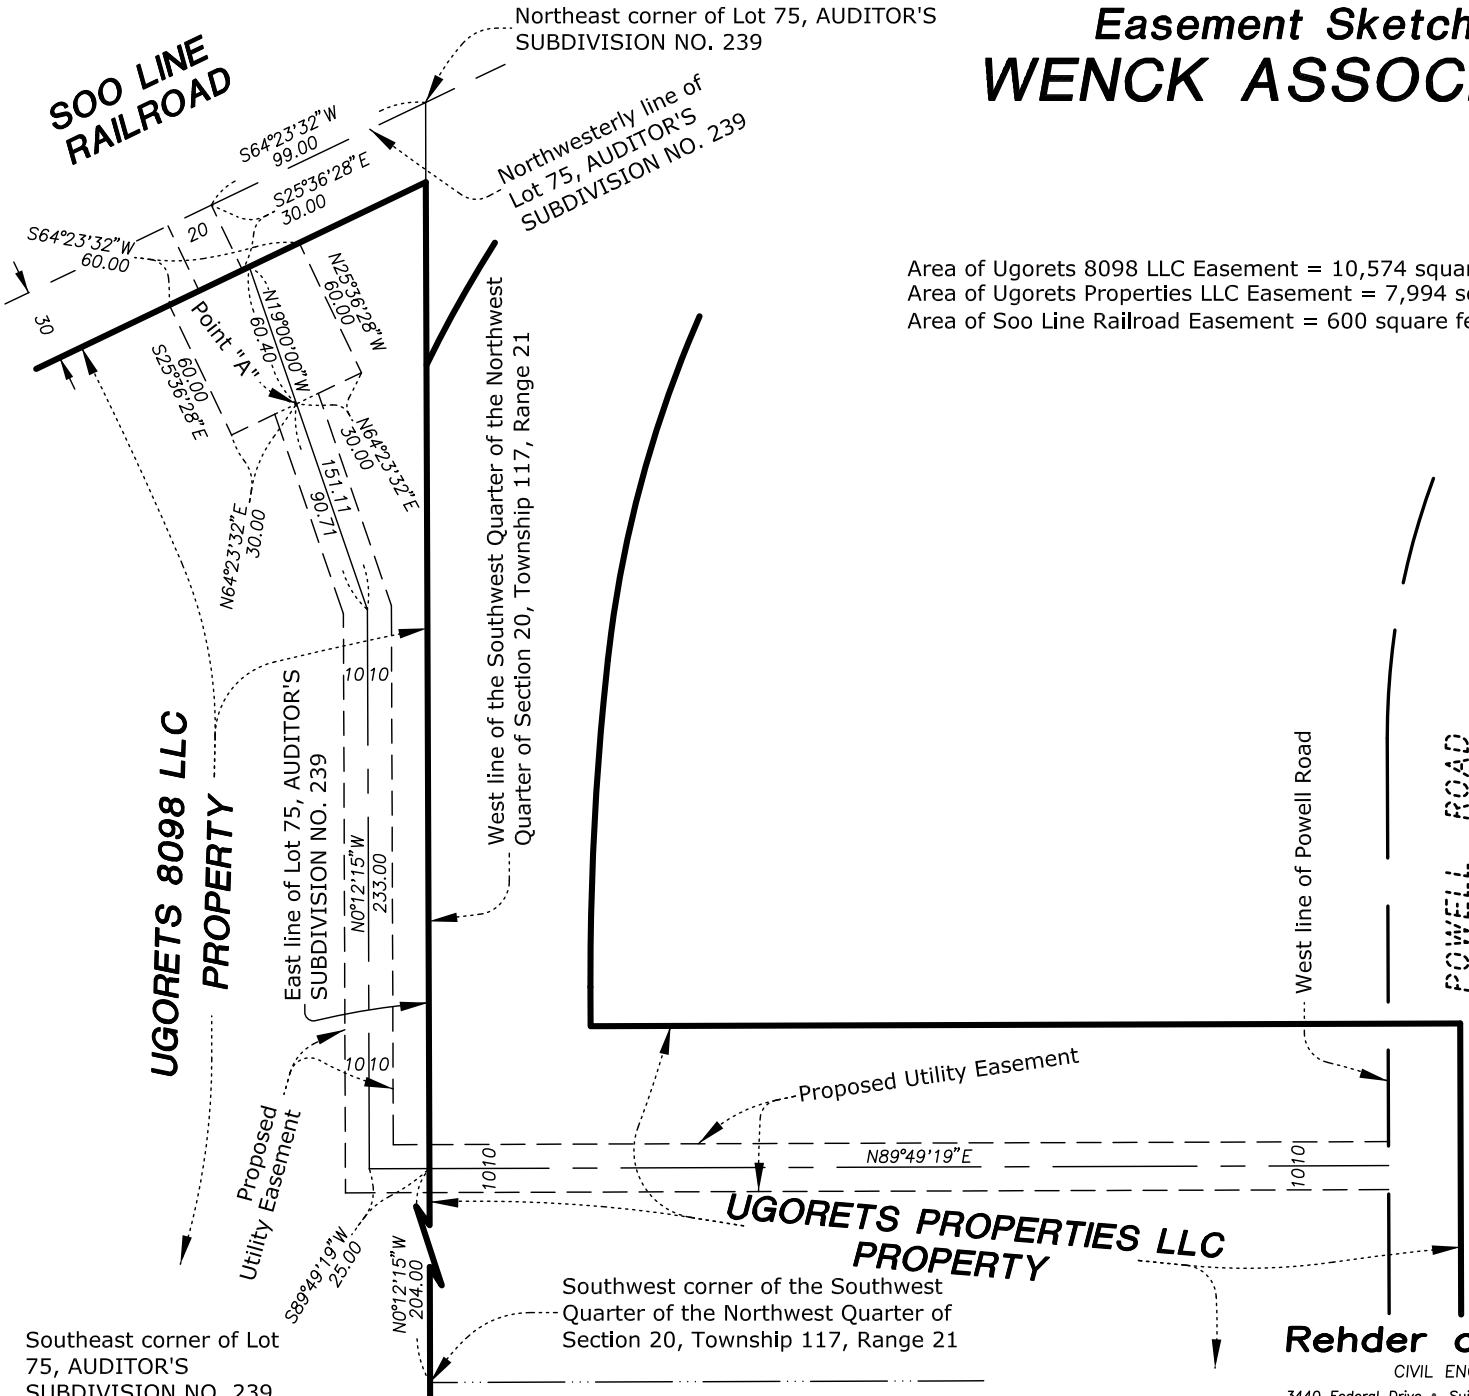 Northeast corner of Lot 75, AUDITOR'S
SUBDIVISION NO. 239
Easement Sketch
WENCK ASSOC
SOO LINE
RAILROAD
S64°23'32"W
99.00
Northwesterly line of
Lot 75, AUDITOR'S
SUBDIVISION NO. 239
S25°36'28"E
30.00
20
S64°23'32"W
60.00
30
Area of Ugorets 8098 LLC Easement = 10,574 squar
Area of Ugorets Properties LLC Easement = 7,994 s
Area of Soo Line Railroad Easement = 600 square fe
N25°36'28"W
60.00
N19°00'00"W
60.40
Point "A"
60.00
S25°36'28"E
N64°23'32"E
30.00
151.11
90.71
N64°23'32"E
30.00
West line of the Southwest Quarter of the Northwest
Quarter of Section 20, Township 117, Range 21
10 10
East line of Lot 75, AUDITOR'S
SUBDIVISION NO. 239
UGORETS 8098 LLC
PROPERTY
N0°12'15"W
233.00
West line of Powell Road
POWELL ROAD
10 10
Proposed
Utility Easement
Proposed Utility Easement
10 10
N89°49'19"E
10 10
UGORETS PROPERTIES LLC
PROPERTY
S89°49'19"W
25.00
N0°12'15"W
204.00
Southwest corner of the Southwest
Quarter of the Northwest Quarter of
Section 20, Township 117, Range 21
Southeast corner of Lot
75, AUDITOR'S
SUBDIVISION NO. 239
Rehder
CIVIL EN
3440 Federal Drive